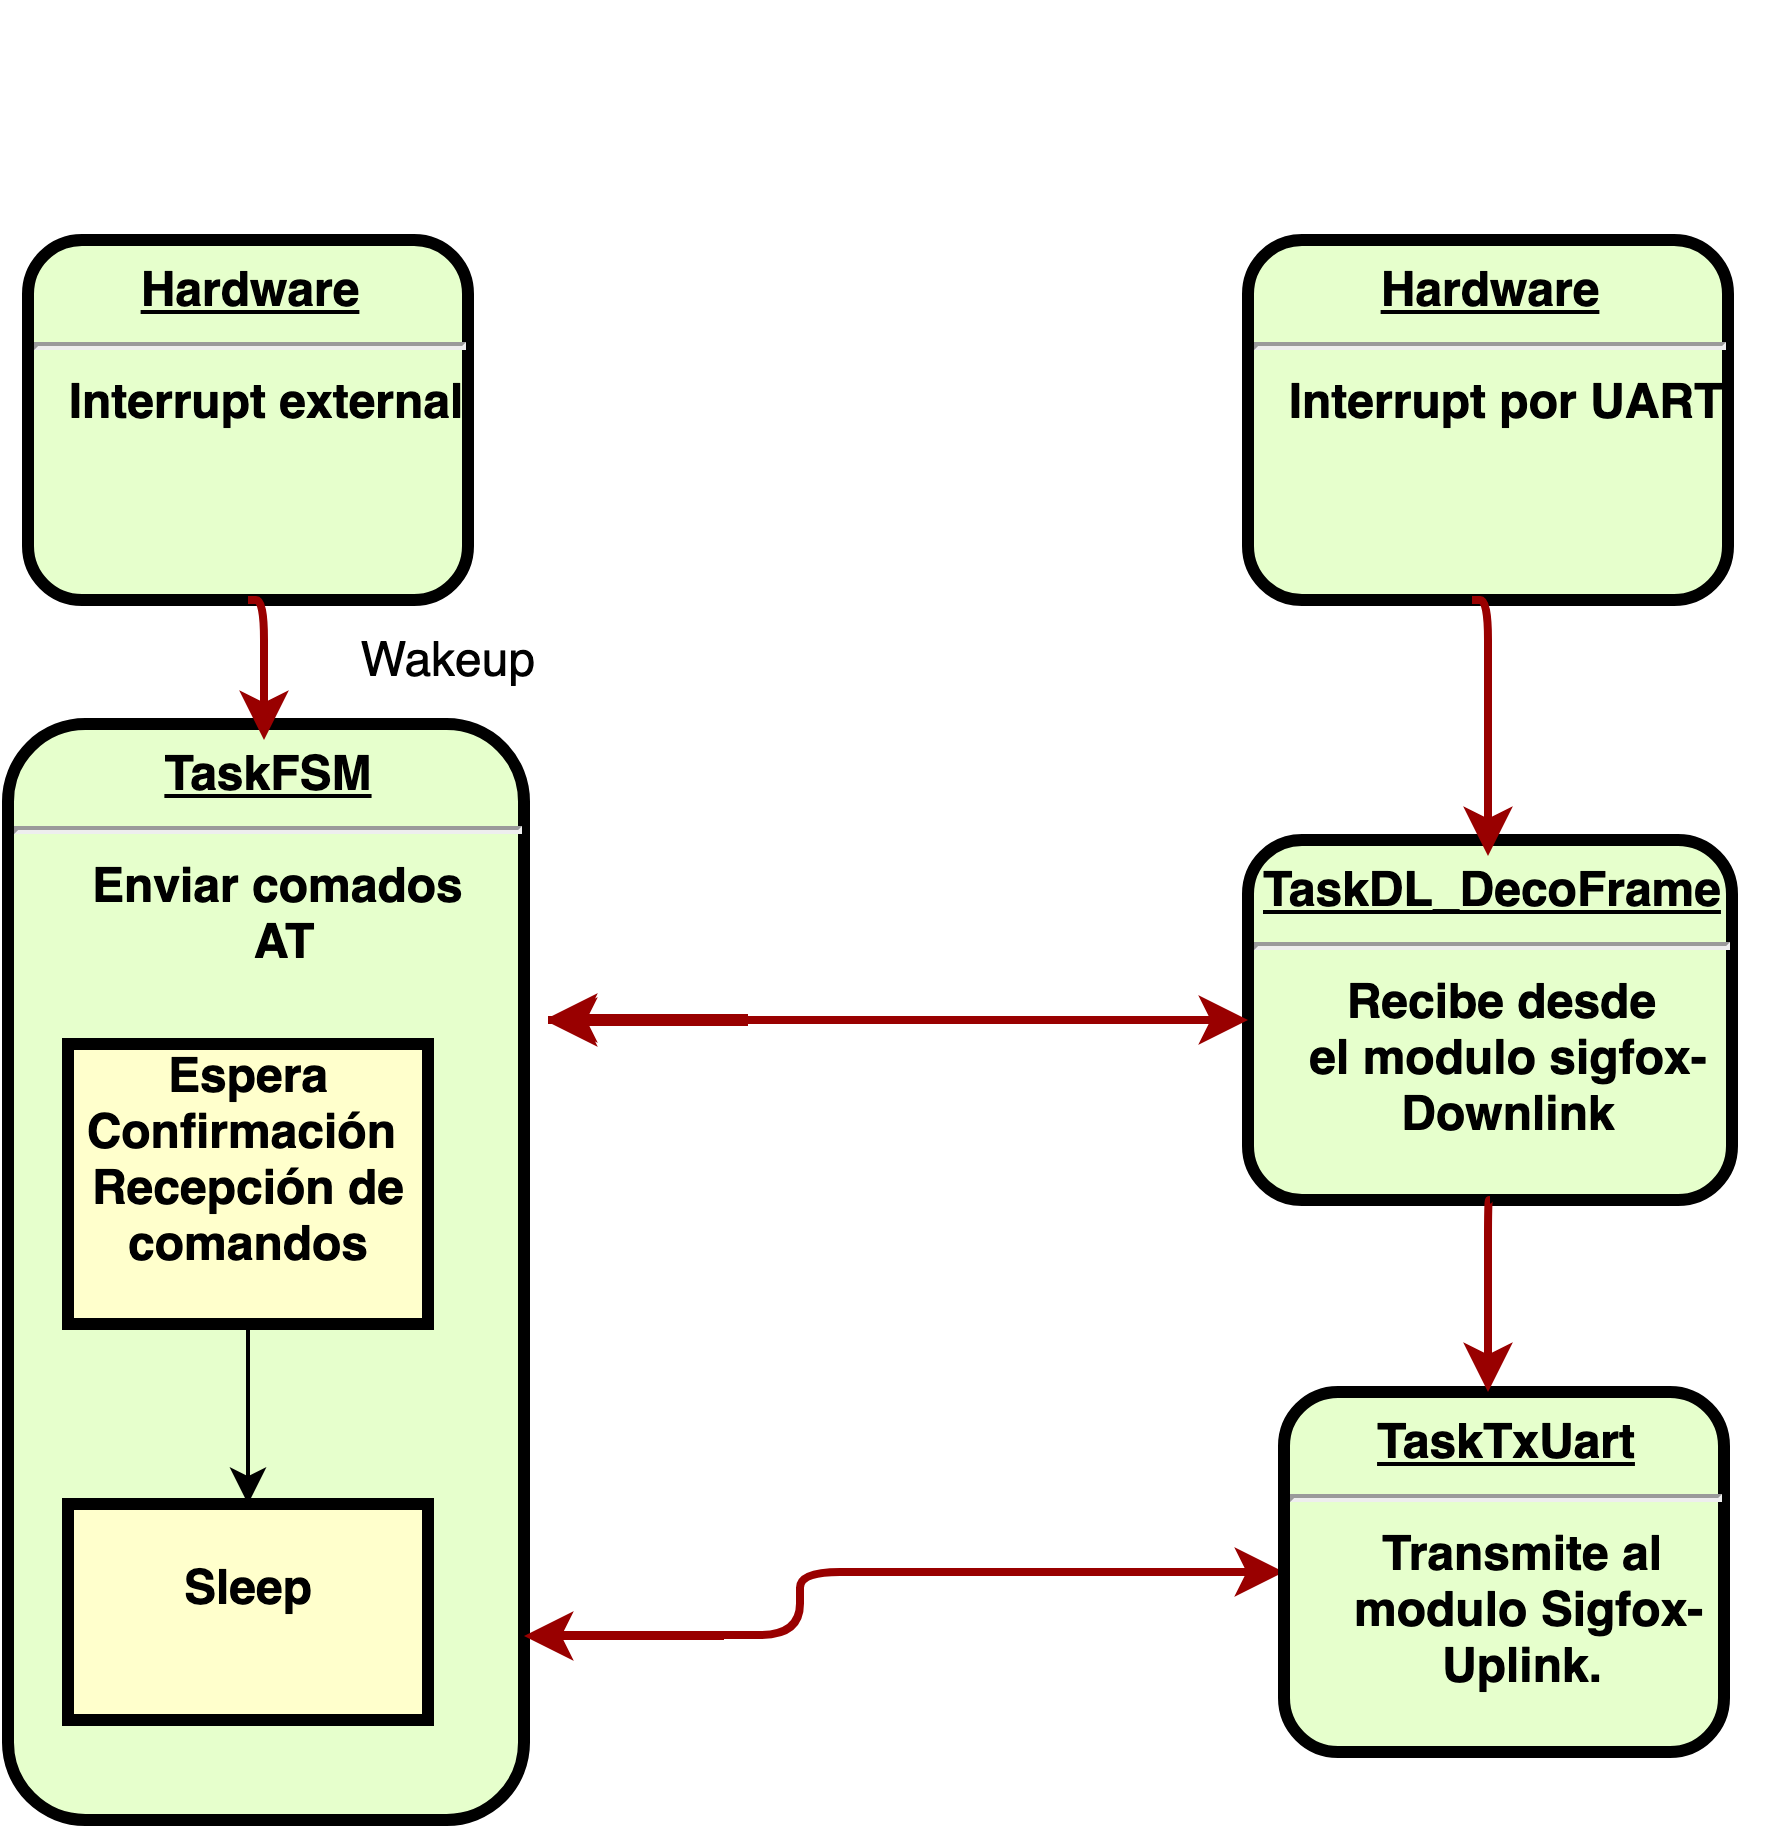 Hardware
Interrupt external
Wakeup
TaskFSM
Enviar comados
AT
Espera
Confirmación
Recepción de
comandos
Sleep
Hardware
Interrupt por UART
TaskDL_DecoFrame
Recibe desde
el modulo sigfox-
Downlink
TaskTxUart
Transmite al
modulo Sigfox-
Uplink.